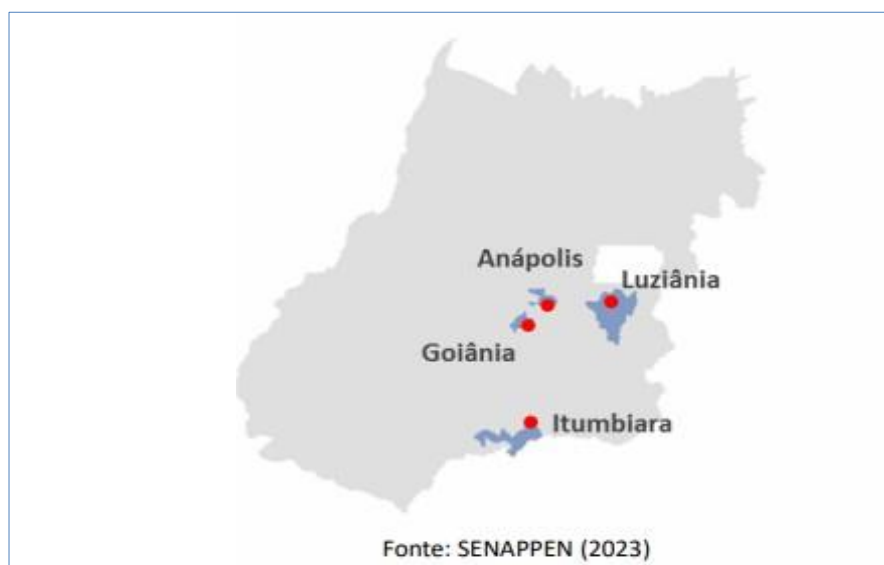 Anápolis
Luziânia
Goiânia
Itumbiara
Fonte: SENAPPEN (2023)